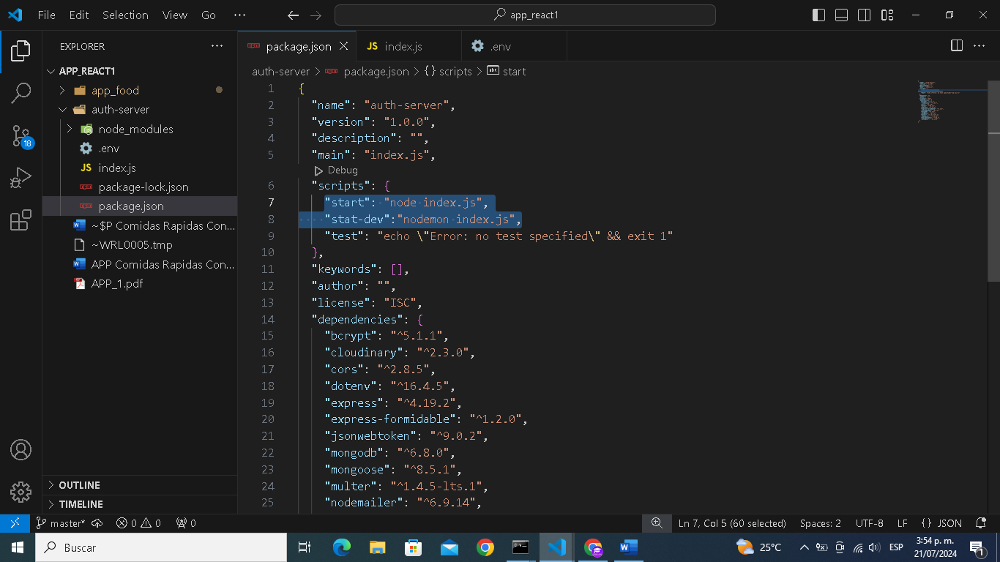 File Edit Selection View Go ··· app_react1
EXPLORER ···
APP_REACT1
app_food
auth-server
node_modules
.env
JS index.js
package-lock.json
package.json
~$P Comidas Rapidas Con...
~WRL0005.tmp
APP Comidas Rapidas Con...
APP_1.pdf
OUTLINE
TIMELINE
18
package.json JS index.js .env ···
auth-server > package.json > {} scripts > abc start
1 {
2 "name": "auth-server",
3 "version": "1.0.0",
4 "description": "",
5 "main": "index.js",
Debug
6 "scripts": {
7 "start": "node index.js",
8 "stat-dev":"nodemon index.js",
9 "test": "echo \"Error: no test specified\" && exit 1"
10 },
11 "keywords": [],
12 "author": "",
13 "license": "ISC",
14 "dependencies": {
15 "bcrypt": "^5.1.1",
16 "cloudinary": "^2.3.0",
17 "cors": "^2.8.5",
18 "dotenv": "^16.4.5",
19 "express": "^4.19.2",
20 "express-formidable": "^1.2.0",
21 "jsonwebtoken": "^9.0.2",
22 "mongodb": "^6.8.0",
23 "mongoose": "^8.5.1",
24 "multer": "^1.4.5-lts.1",
25 "nodemailer": "^6.9.14",
master* 0 0 0 Ln 7, Col 5 (60 selected) Spaces: 2 UTF-8 LF {} JSON
Buscar 25°C ESP 3:54 p. m.
21/07/2024
1